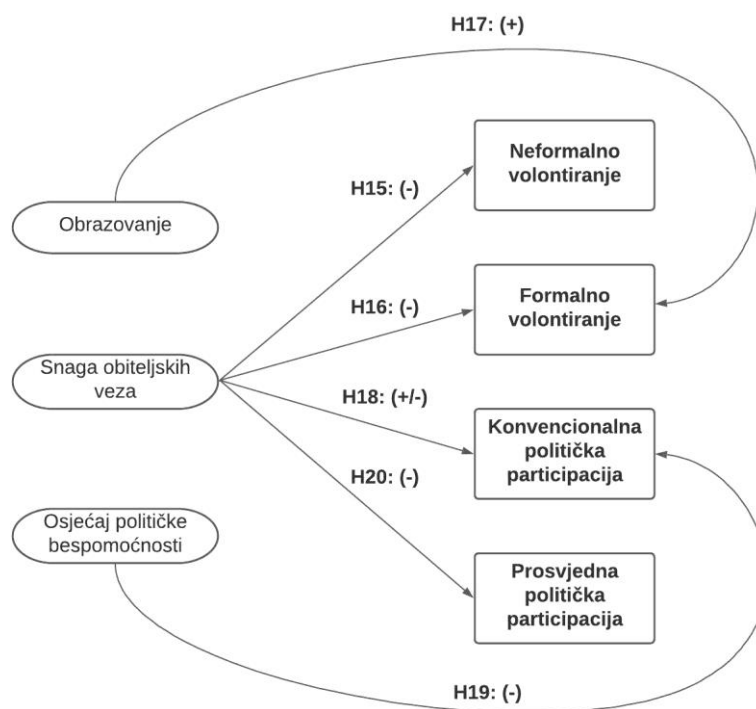 H17: (+)
Neformalno
volontiranje
H15: (-)
Obrazovanje
Formalno
volontiranje
H16: (-)
Snaga obiteljskih
veza
H18: (+/-)
Konvencionalna
politička
participacija
H20: (-)
Osjećaj političke
bespomoćnosti
Prosvjedna
politička
participacija
H19: (-)